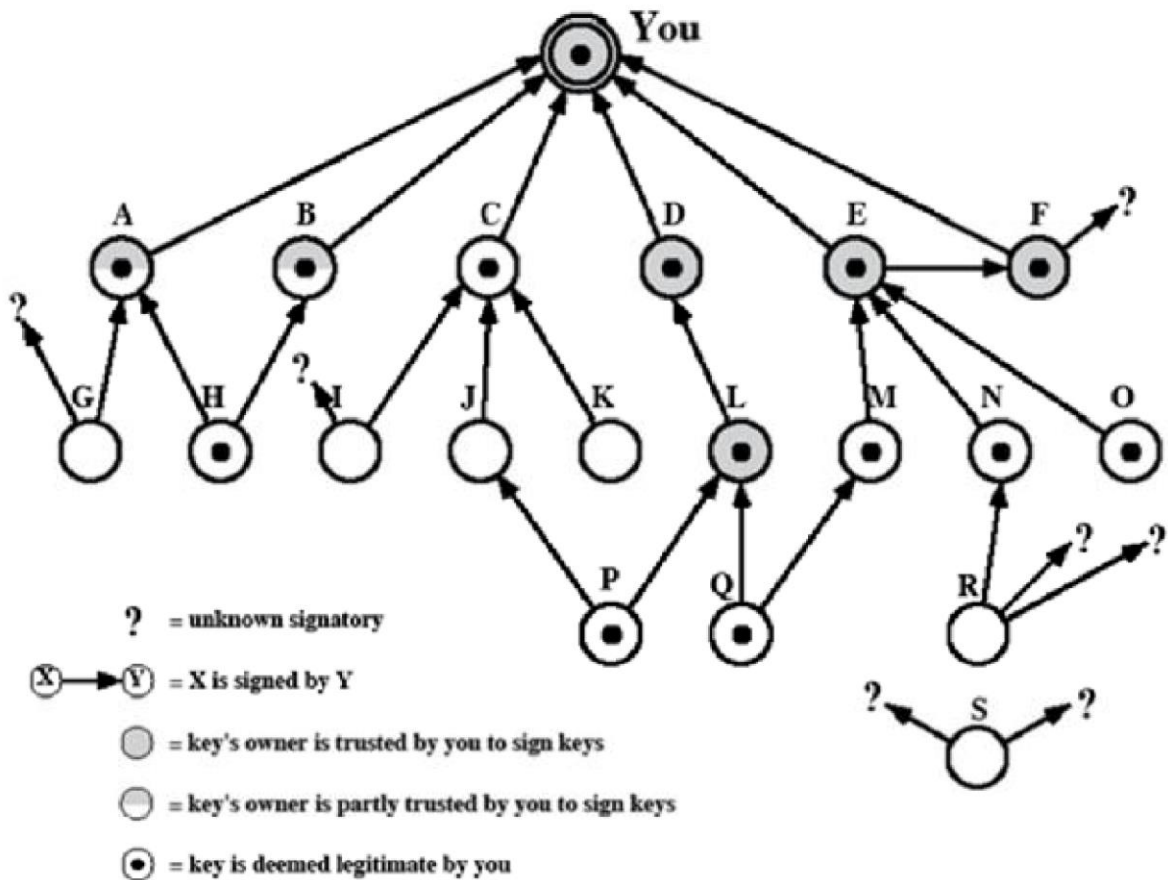 You
A B C D E F ?
?
?
G H I J K L M N O
? ?
P Q R
? = unknown signatory
X Y = X is signed by Y
? S ?
= key's owner is trusted by you to sign keys
= key's owner is partly trusted by you to sign keys
= key is deemed legitimate by you